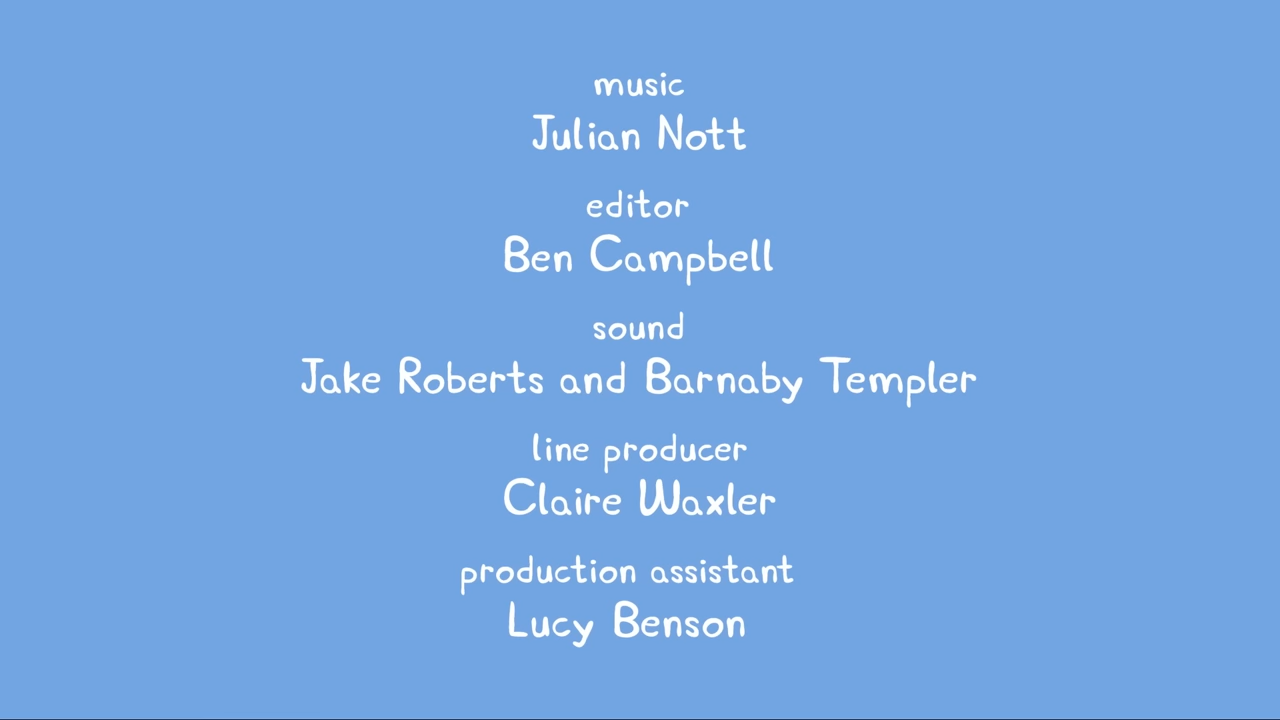 music
Julian Nott
editor
Ben Campbell
sound
Jake Roberts and Barnaby Templer
line producer
Claire Waxler
production assistant
Lucy Benson